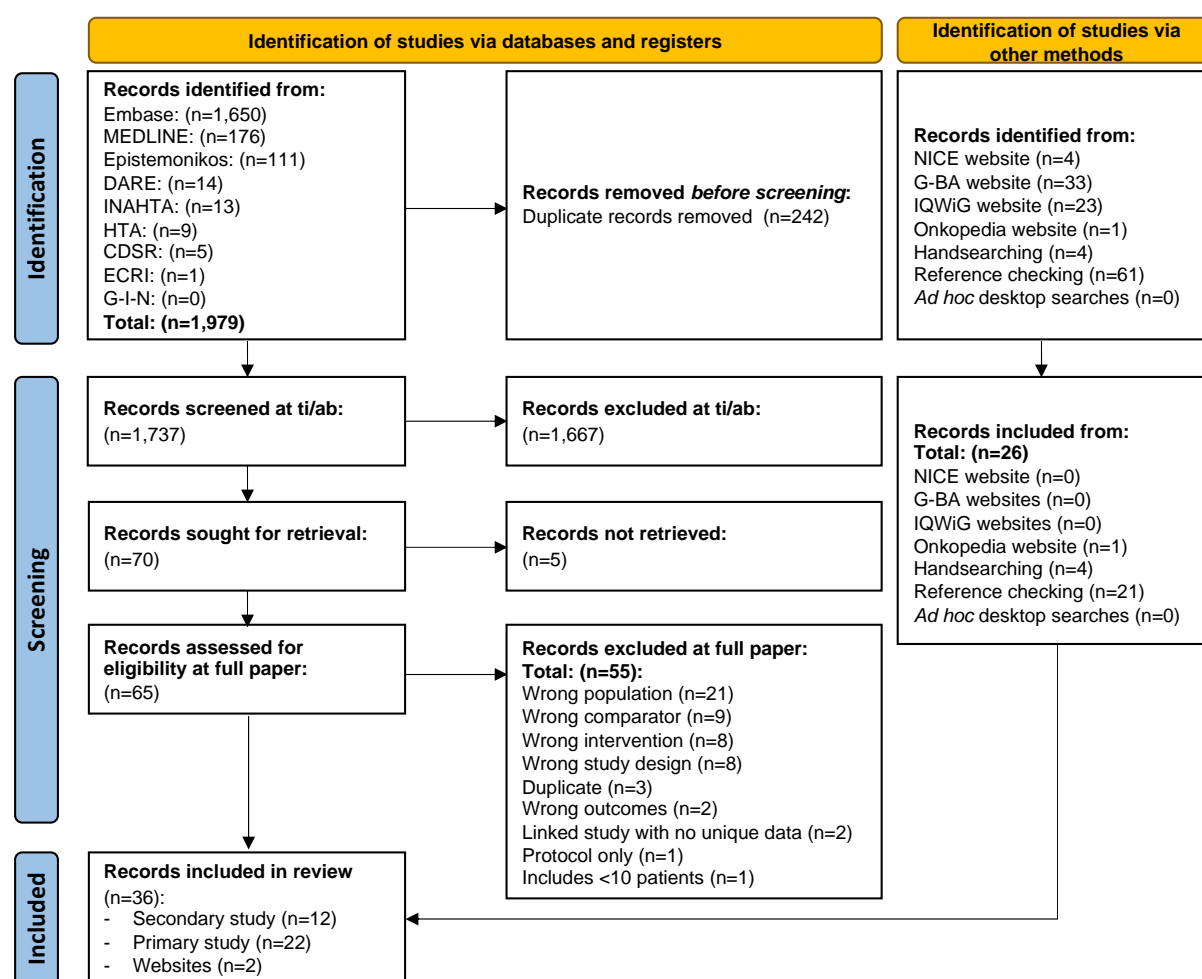 Identification of studies via databases and registers
Identification of studies via
other methods
Identification
Records identified from:
Embase: (n=1,650)
MEDLINE: (n=176)
Epistemonikos: (n=111)
DARE: (n=14)
INAHTA: (n=13)
HTA: (n=9)
CDSR: (n=5)
ECRI: (n=1)
G-I-N: (n=0)
Total: (n=1,979)
Records removed before screening:
Duplicate records removed (n=242)
Records identified from:
NICE website (n=4)
G-BA website (n=33)
IQWiG website (n=23)
Onkopedia website (n=1)
Handsearching (n=4)
Reference checking (n=61)
Ad hoc desktop searches (n=0)
Screening
Records screened at ti/ab:
(n=1,737)
Records excluded at ti/ab:
(n=1,667)
Records included from:
Total: (n=26)
NICE website (n=0)
G-BA websites (n=0)
IQWiG websites (n=0)
Onkopedia website (n=1)
Handsearching (n=4)
Reference checking (n=21)
Ad hoc desktop searches (n=0)
Records sought for retrieval:
(n=70)
Records not retrieved:
(n=5)
Records assessed for
eligibility at full paper:
(n=65)
Records excluded at full paper:
Total: (n=55):
Wrong population (n=21)
Wrong comparator (n=9)
Wrong intervention (n=8)
Wrong study design (n=8)
Duplicate (n=3)
Wrong outcomes (n=2)
Linked study with no unique data (n=2)
Protocol only (n=1)
Includes <10 patients (n=1)
Included
Records included in review
(n=36):
- Secondary study (n=12)
- Primary study (n=22)
- Websites (n=2)